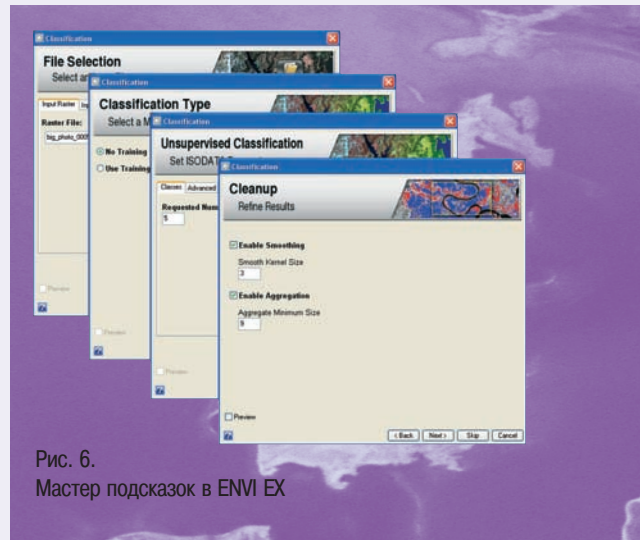 Classification
File Selection
Select an
Input Raster
Raster File:
big_photo_000
Preview
Classification
Classification Type
Select a M
No Training
Use Training
Preview
Classification
Unsupervised Classification
Set ISODATA
Classes Advanced
Requested Num
5
Preview
Classification
Cleanup
Refine Results
Enable Smoothing
Smooth Kernel Size
3
Enable Aggregation
Aggregate Minimum Size
9
Preview
< Back Next > Skip Cancel
Рис. 6.
Мастер подсказок в ENVI EX